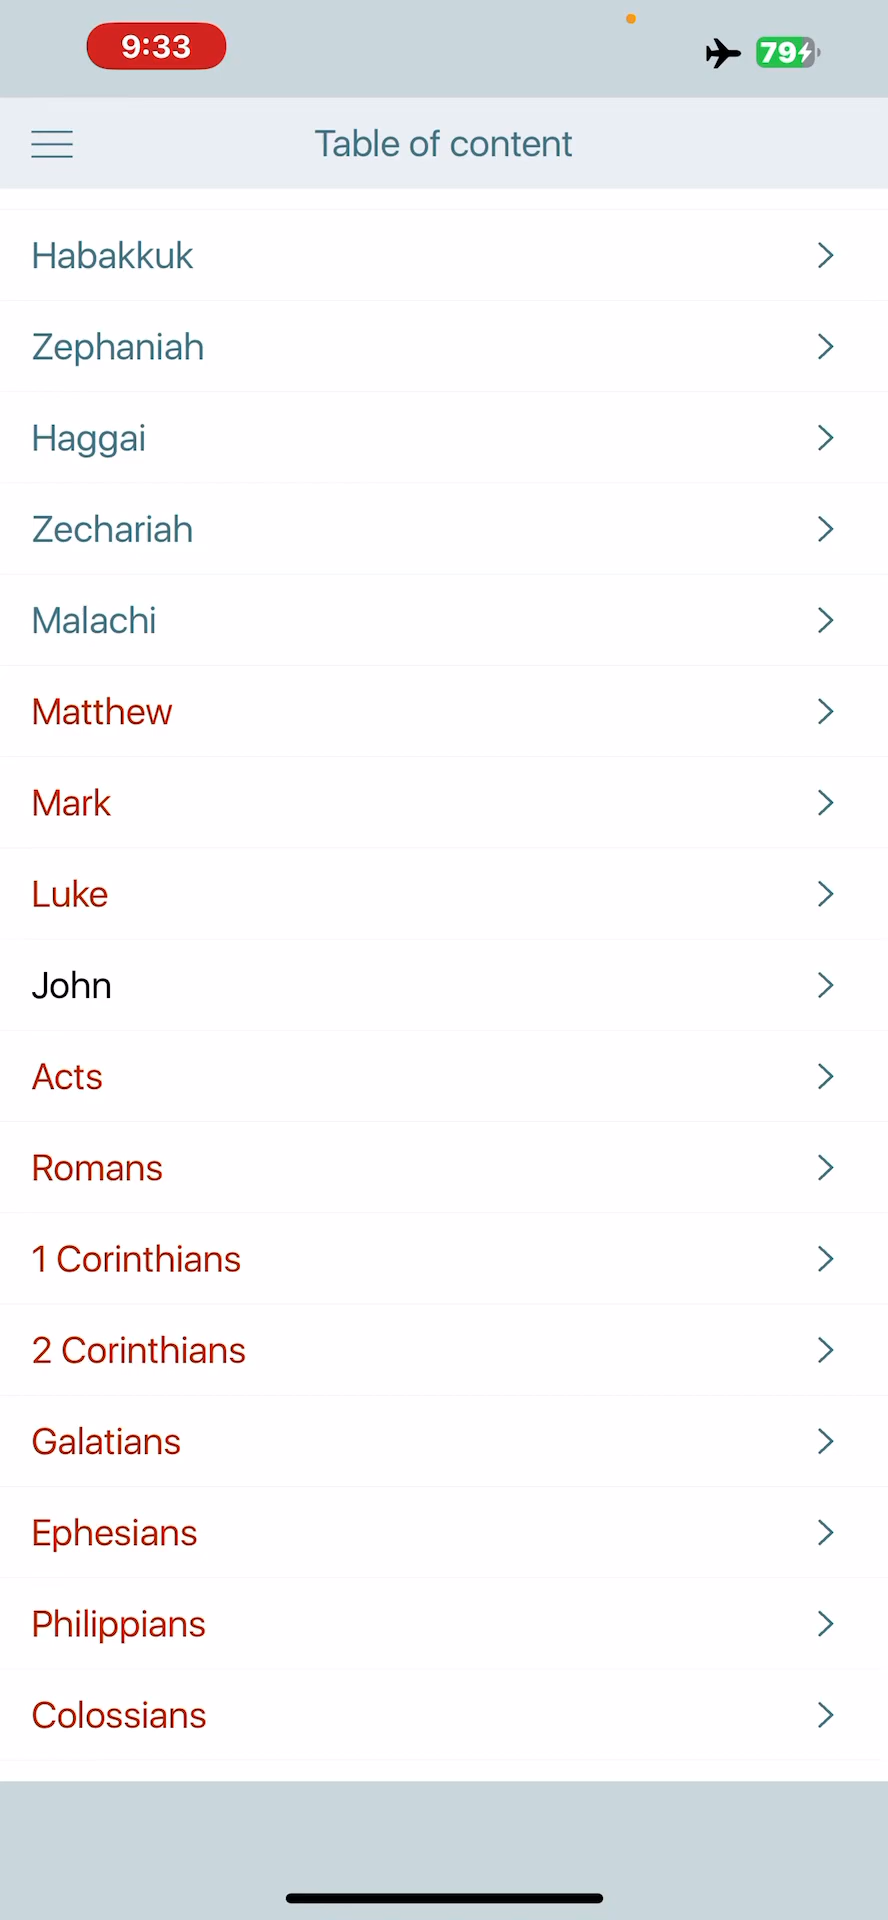 9:33
79
Table of content
Habakkuk
Zephaniah
Haggai
Zechariah
Malachi
Matthew
Mark
Luke
John
Acts
Romans
1 Corinthians
2 Corinthians
Galatians
Ephesians
Philippians
Colossians